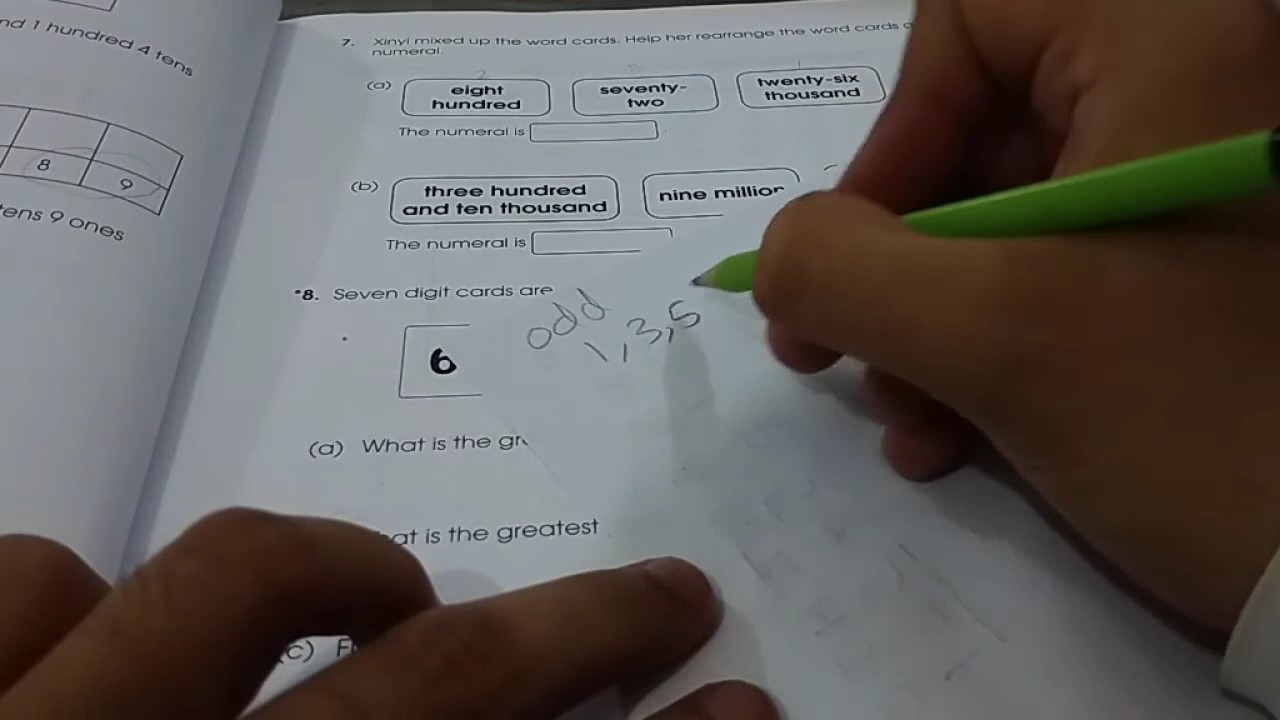 nd 1 hundred 4 tens
8
9
tens 9 ones
7. Xinyi mixed up the word cards. Help her rearrange the word cards
numeral.
(a) eight hundred
seventy-two
twenty-six thousand
The numeral is
(b) three hundred and ten thousand
nine million
The numeral is
*8. Seven digit cards are
odd
1, 3, 5
6
(a) What is the gr
at is the greatest
(c) F